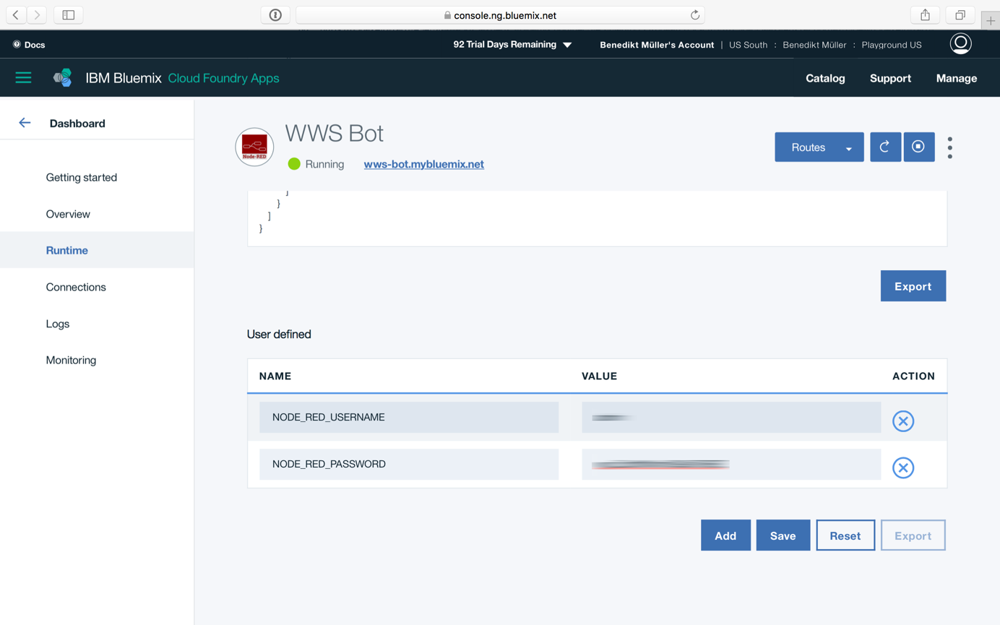 console.ng.bluemix.net
Docs
92 Trial Days Remaining
Benedikt Müller's Account | US South : Benedikt Müller : Playground US
IBM Bluemix Cloud Foundry Apps
Catalog Support Manage
Dashboard
Getting started
Overview
Runtime
Connections
Logs
Monitoring
Node-RED
WWS Bot
Running wws-bot.mybluemix.net
Routes
]
}
]
}
Export
User defined
NAME VALUE ACTION
NODE_RED_USERNAME
NODE_RED_PASSWORD
Add Save Reset Export